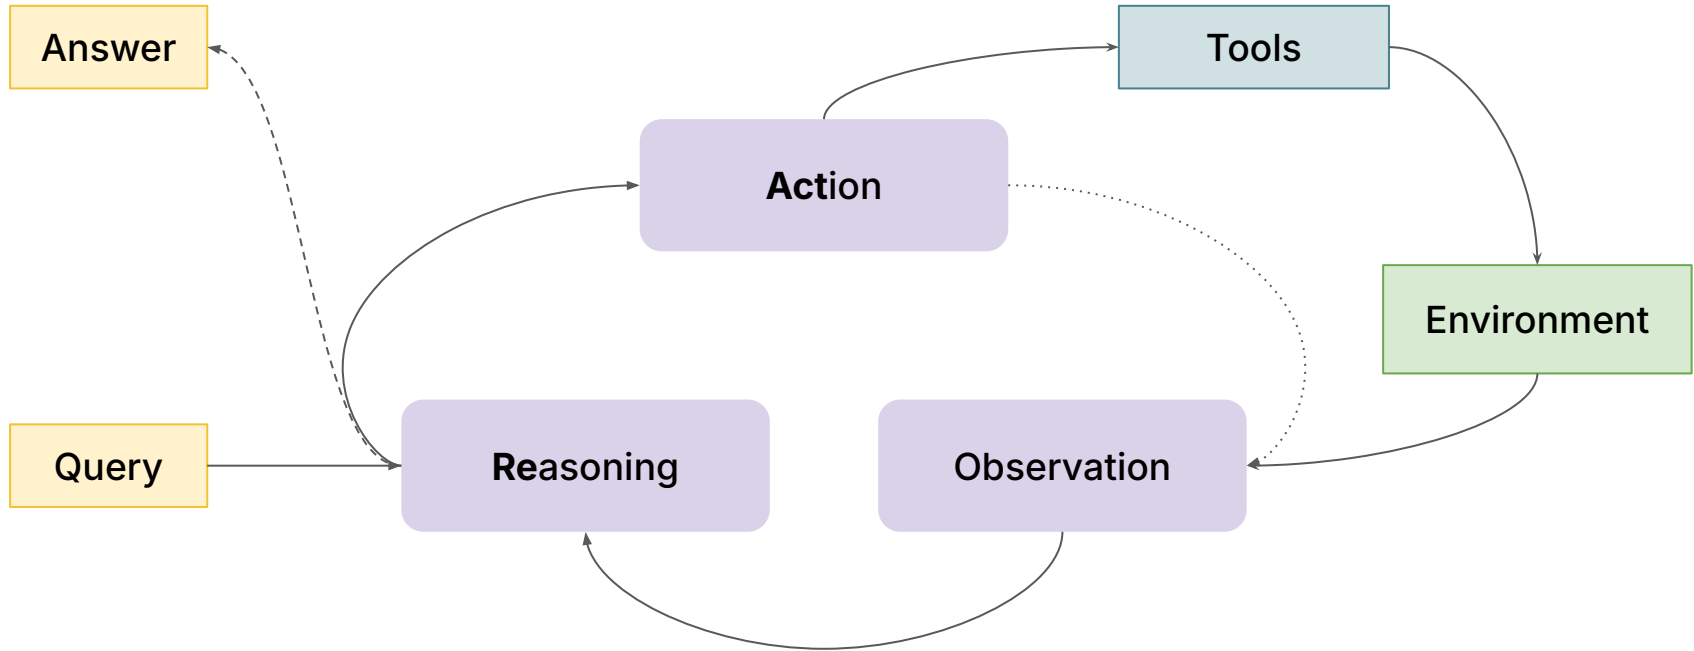 Answer
Tools
Action
Environment
Query
Reasoning
Observation